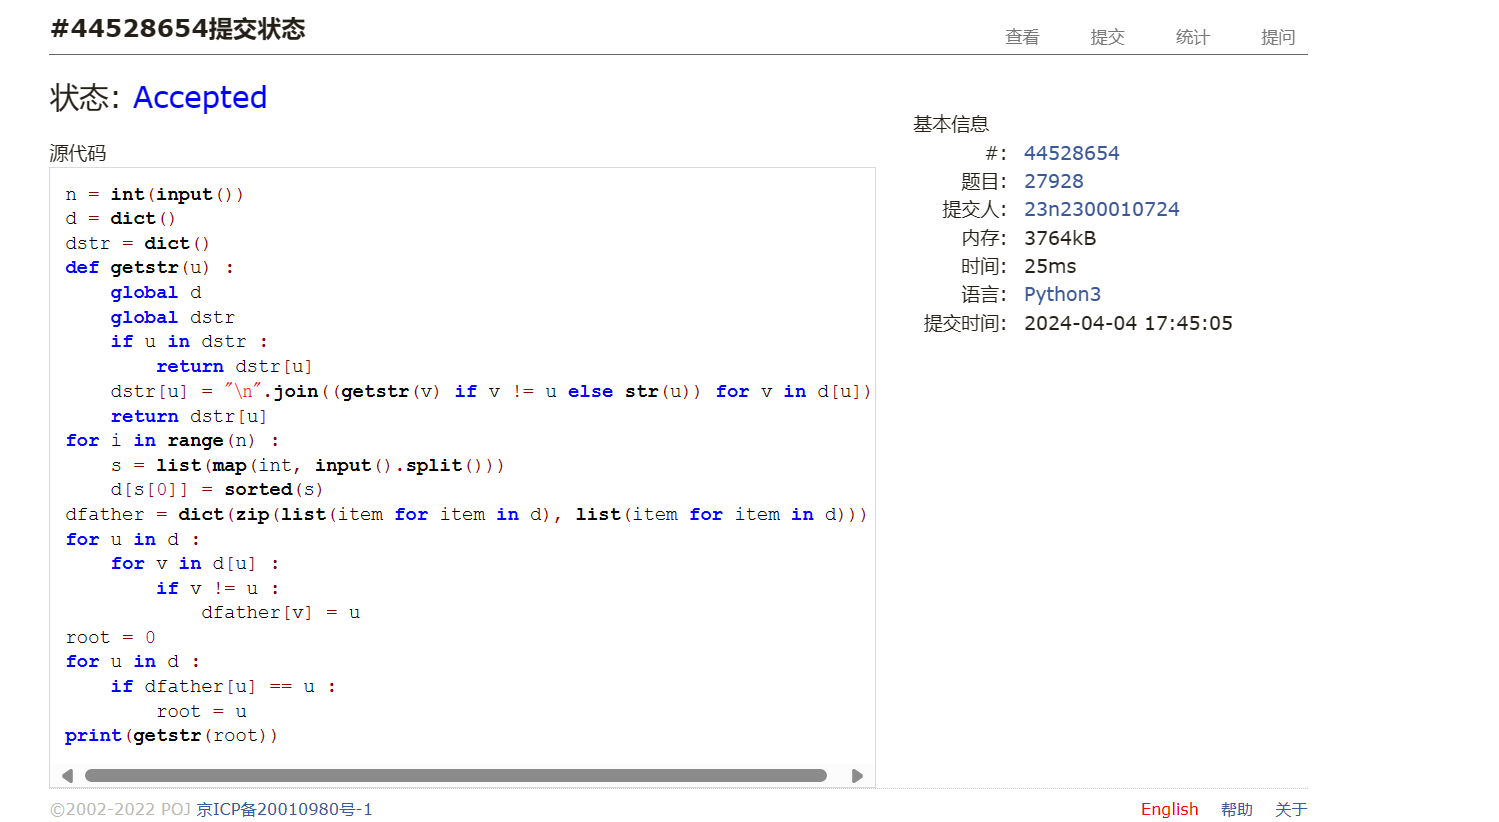 #44528654提交状态
查看 提交 统计 提问
状态: Accepted
源代码
n = int(input())
d = dict()
dstr = dict()
def getstr(u) :
    global d
    global dstr
    if u in dstr :
        return dstr[u]
    dstr[u] = "\n".join((getstr(v) if v != u else str(u)) for v in d[u])
    return dstr[u]
for i in range(n) :
    s = list(map(int, input().split()))
    d[s[0]] = sorted(s)
dfather = dict(zip(list(item for item in d), list(item for item in d)))
for u in d :
    for v in d[u] :
        if v != u :
            dfather[v] = u
root = 0
for u in d :
    if dfather[u] == u :
        root = u
print(getstr(root))
基本信息
#: 44528654
题目: 27928
提交人: 23n2300010724
内存: 3764kB
时间: 25ms
语言: Python3
提交时间: 2024-04-04 17:45:05
©2002-2022 POJ 京ICP备20010980号-1
English 帮助 关于